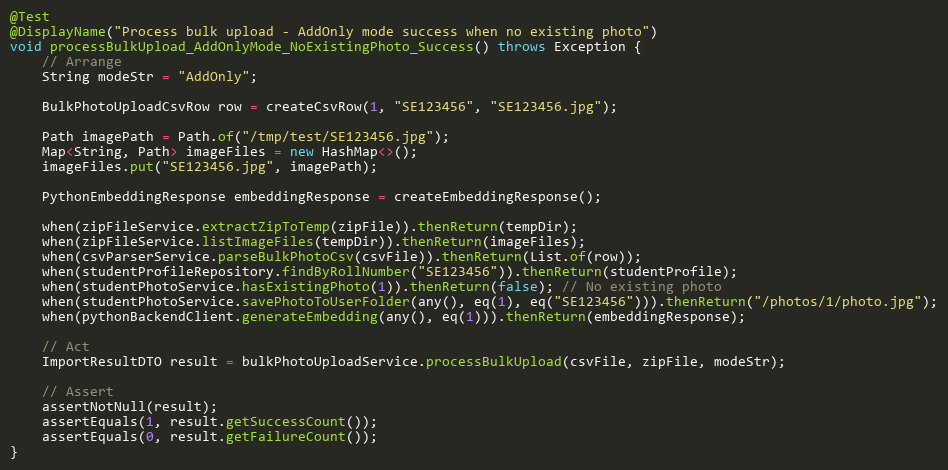 @Test
@DisplayName("Process bulk upload - AddOnly mode success when no existing photo")
void processBulkUpload_AddOnlyMode_NoExistingPhoto_Success() throws Exception {
    // Arrange
    String modeStr = "AddOnly";

    BulkPhotoUploadCsvRow row = createCsvRow(1, "SE123456", "SE123456.jpg");

    Path imagePath = Path.of("/tmp/test/SE123456.jpg");
    Map<String, Path> imageFiles = new HashMap<>();
    imageFiles.put("SE123456.jpg", imagePath);

    PythonEmbeddingResponse embeddingResponse = createEmbeddingResponse();

    when(zipFileService.extractZipToTemp(zipFile)).thenReturn(tempDir);
    when(zipFileService.listImageFiles(tempDir)).thenReturn(imageFiles);
    when(csvParserService.parseBulkPhotoCsv(csvFile)).thenReturn(List.of(row));
    when(studentProfileRepository.findByRollNumber("SE123456")).thenReturn(studentProfile);
    when(studentPhotoService.hasExistingPhoto(1)).thenReturn(false); // No existing photo
    when(studentPhotoService.savePhotoToUserFolder(any(), eq(1), eq("SE123456"))).thenReturn("/photos/1/photo.jpg");
    when(pythonBackendClient.generateEmbedding(any(), eq(1))).thenReturn(embeddingResponse);

    // Act
    ImportResultDTO result = bulkPhotoUploadService.processBulkUpload(csvFile, zipFile, modeStr);

    // Assert
    assertNotNull(result);
    assertEquals(1, result.getSuccessCount());
    assertEquals(0, result.getFailureCount());
}